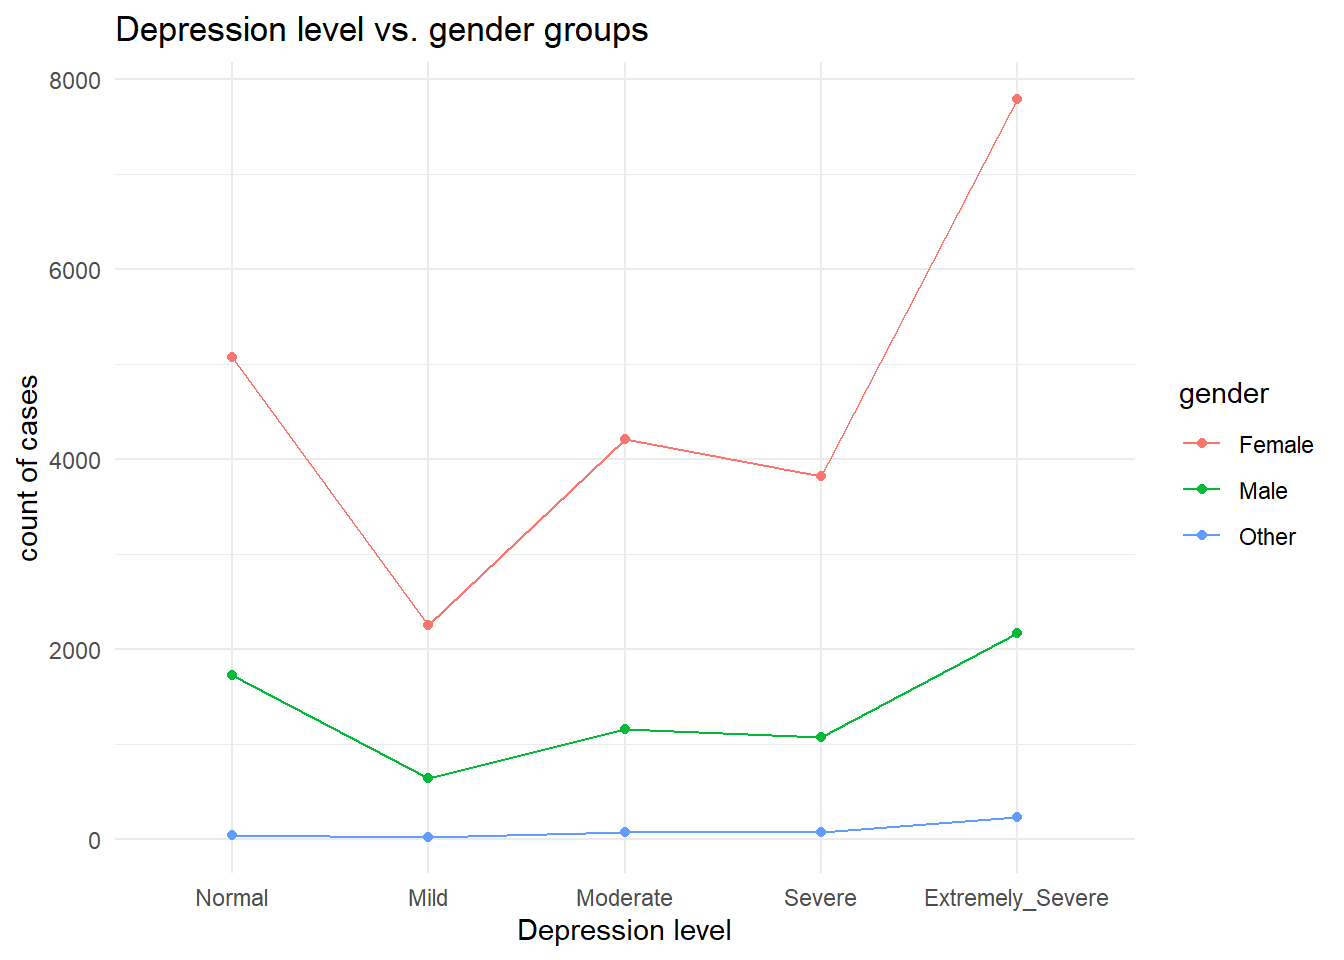 Depression level vs. gender groups
8000
6000
4000
2000
0
count of cases
Normal Mild Moderate Severe Extremely_Severe
Depression level
gender
Female
Male
Other